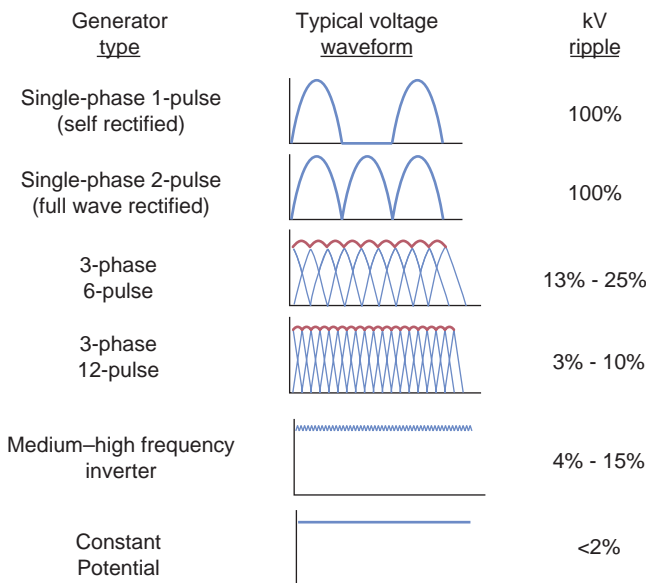 Generator
type
Typical voltage
waveform
kV
ripple
Single-phase 1-pulse
(self rectified)
100%
Single-phase 2-pulse
(full wave rectified)
100%
3-phase
6-pulse
13% - 25%
3-phase
12-pulse
3% - 10%
Medium–high frequency
inverter
4% - 15%
Constant
Potential
<2%